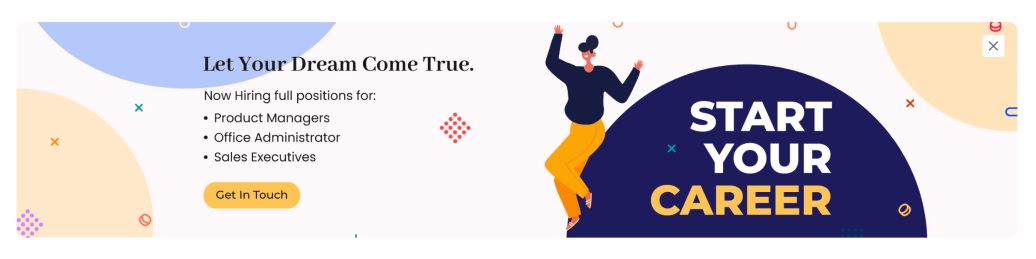 Let Your Dream Come True.
Now Hiring full positions for:
• Product Managers
• Office Administrator
• Sales Executives
Get In Touch
START
YOUR
CAREER